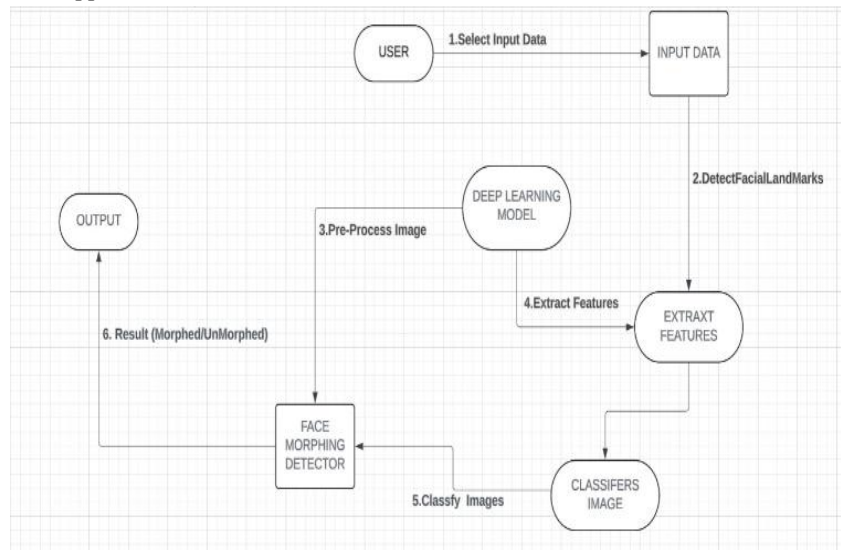 USER
1.Select Input Data
INPUT DATA
2.DetectFacialLandMarks
DEEP LEARNING
MODEL
OUTPUT
3.Pre-Process Image
4.Extract Features
EXTRAXT
FEATURES
6. Result (Morphed/UnMorphed)
FACE
MORPHING
DETECTOR
CLASSIFERS
IMAGE
5.Classfy Images